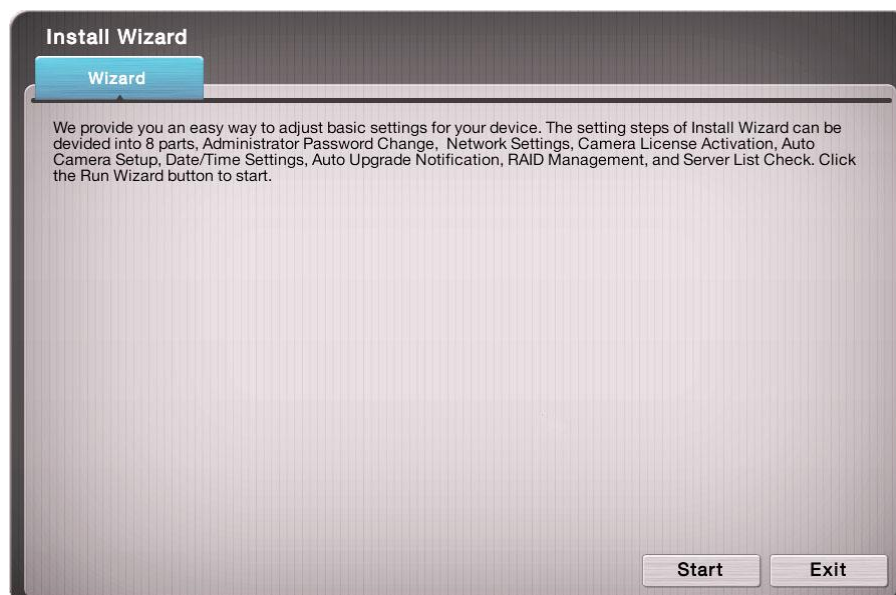 Install Wizard
Wizard
We provide you an easy way to adjust basic settings for your device. The setting steps of Install Wizard can be
devided into 8 parts, Administrator Password Change,  Network Settings, Camera License Activation, Auto
Camera Setup, Date/Time Settings, Auto Upgrade Notification, RAID Management, and Server List Check. Click
the Run Wizard button to start.
Start
Exit